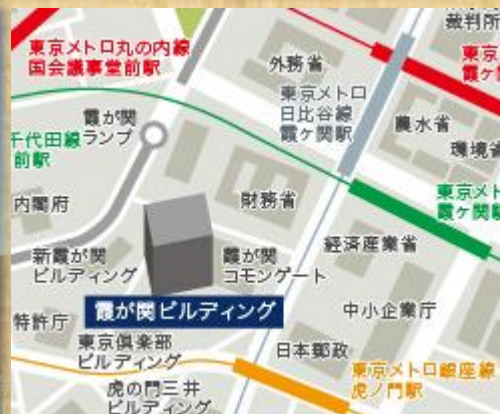 裁判所
東京メトロ丸の内線
国会議事堂前駅
外務省
東京
霞ケ
東京メトロ
日比谷線
霞ケ関駅
霞が関
ランプ
農水省
環境省
千代田線
前駅
内閣府
財務省
東京メト
霞ケ関駅
経済産業省
新霞が関
ビルディング
霞が関
コモンゲート
霞が関ビルディング
特許庁
中小企業庁
東京倶楽部
ビルディング
日本郵政
東京メトロ銀座線
虎ノ門駅
虎の門三井
ビルディング